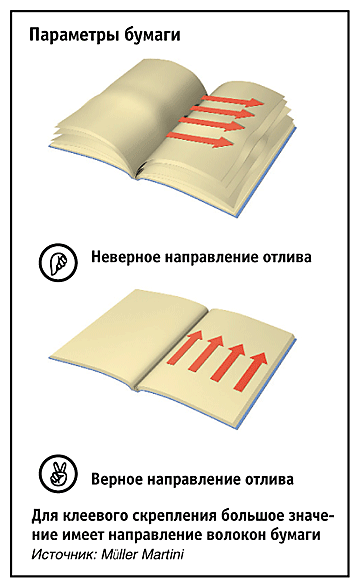 Параметры бумаги
Неверное направление отлива
Верное направление отлива
Для клеевого скрепления большое значе-
ние имеет направление волокон бумаги
Источник: Müller Martini